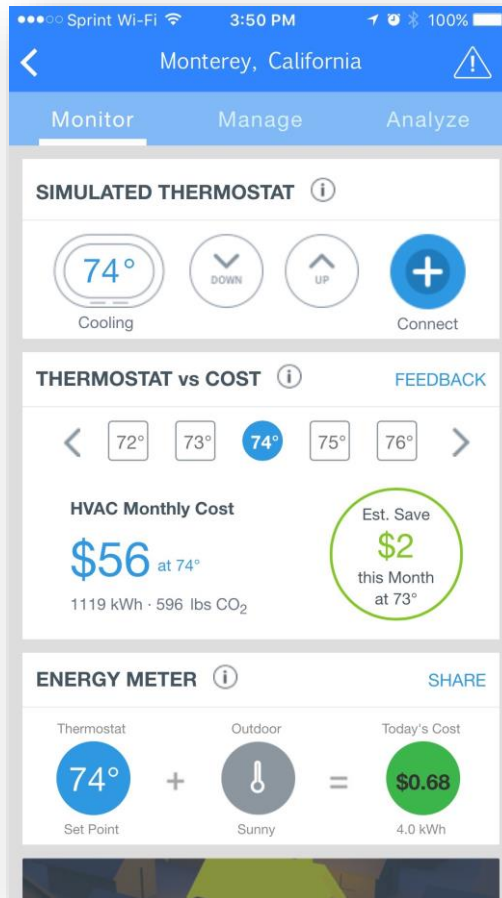 Sprint Wi-Fi 3:50 PM 100%
Monterey, California
Monitor Manage Analyze
SIMULATED THERMOSTAT
74° DOWN UP
Cooling Connect
THERMOSTAT vs COST FEEDBACK
72° 73° 74° 75° 76°
HVAC Monthly Cost
$56 at 74°
1119 kWh · 596 lbs CO₂
Est. Save
$2
this Month
at 73°
ENERGY METER SHARE
Thermostat Outdoor Today's Cost
74° + = $0.68
Set Point Sunny 4.0 kWh